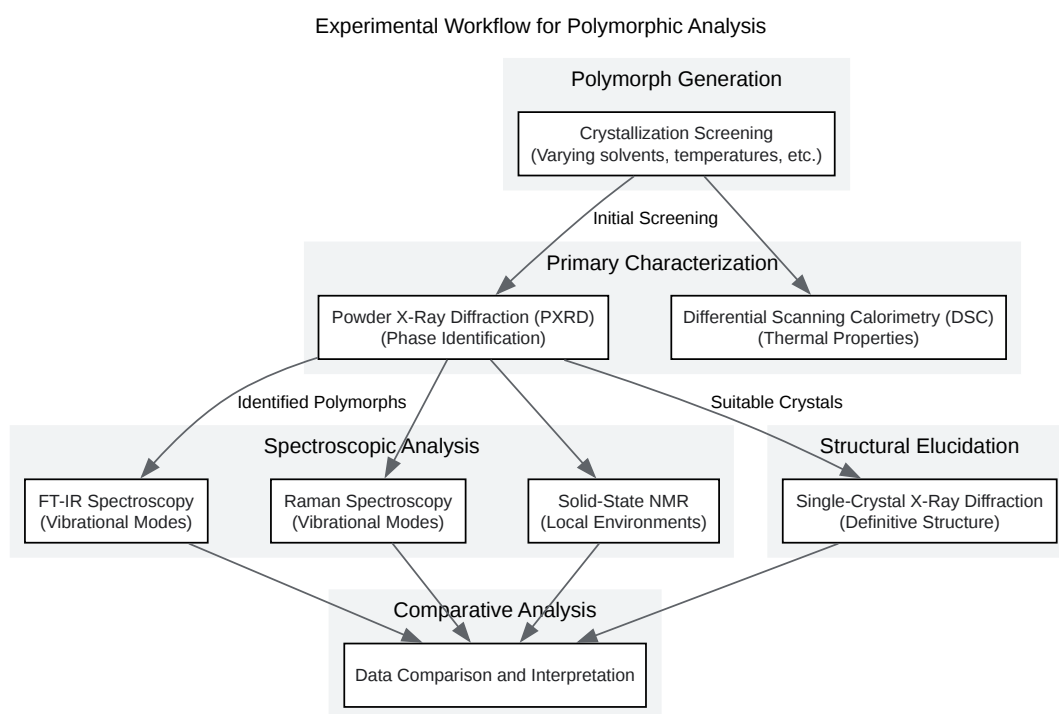 Experimental Workflow for Polymorphic Analysis
Polymorph Generation
Crystallization Screening
(Varying solvents, temperatures, etc.)
Initial Screening
Primary Characterization
Powder X-Ray Diffraction (PXRD)
(Phase Identification)
Differential Scanning Calorimetry (DSC)
(Thermal Properties)
Identified Polymorphs
Suitable Crystals
Spectroscopic Analysis
Structural Elucidation
FT-IR Spectroscopy
(Vibrational Modes)
Raman Spectroscopy
(Vibrational Modes)
Solid-State NMR
(Local Environments)
Single-Crystal X-Ray Diffraction
(Definitive Structure)
Comparative Analysis
Data Comparison and Interpretation